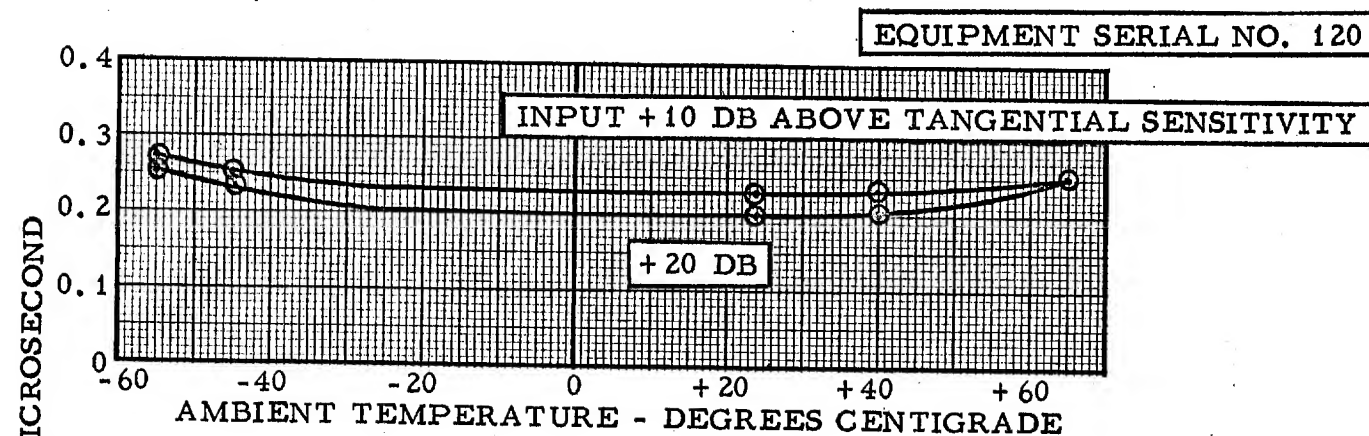 EQUIPMENT SERIAL NO. 120
0.4
INPUT +10 DB ABOVE TANGENTIAL SENSITIVITY
0.3
0.2
+20 DB
0.1
0
-60 -40 -20 0 +20 +40 +60
AMBIENT TEMPERATURE - DEGREES CENTIGRADE